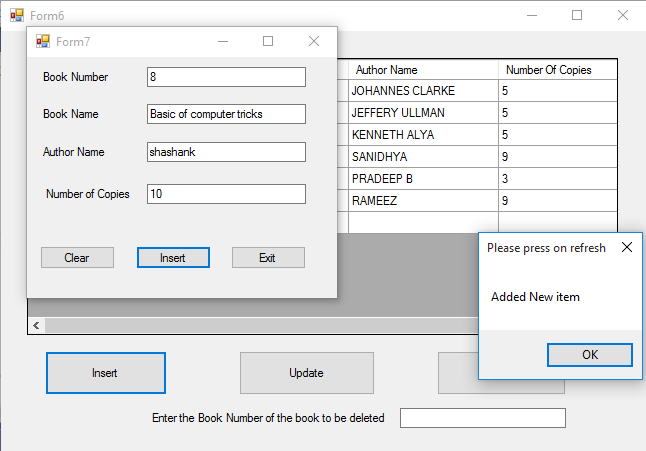 Form6
Form7
Book Number 8
Book Name Basic of computer tricks
Author Name shashank
Number of Copies 10
Clear Insert Exit
Author Name Number Of Copies
JOHANNES CLARKE 5
JEFFERY ULLMAN 5
KENNETH ALYA 5
SANIDHYA 9
PRADEEP B 3
RAMEEZ 9
Please press on refresh
Added New item
OK
Insert Update
Enter the Book Number of the book to be deleted